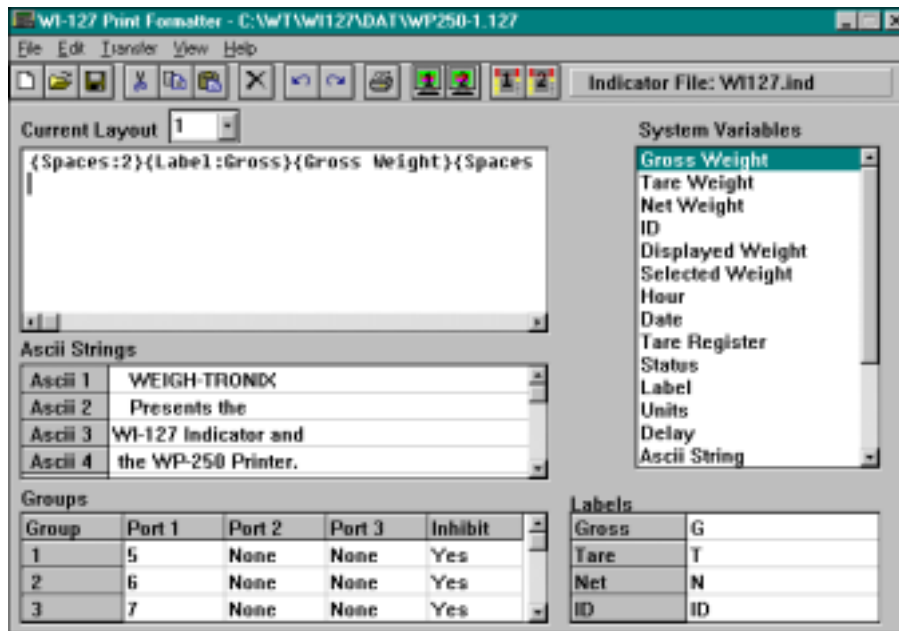 WI-127 Print Formatter - C:\WT\WI127\DAT\WP250-1.127
File Edit Transfer View Help
1 2 1 2 Indicator File: WI127.ind
Current Layout 1
{Spaces:2}{Label:Gross}{Gross Weight}{Spaces
System Variables
Gross Weight
Tare Weight
Net Weight
ID
Displayed Weight
Selected Weight
Hour
Date
Tare Register
Status
Label
Units
Delay
Ascii String
Ascii Strings
Ascii 1 WEIGH-TRONIX
Ascii 2 Presents the
Ascii 3 WI-127 Indicator and
Ascii 4 the WP-250 Printer.
Groups
Group Port 1 Port 2 Port 3 Inhibit
1 5 None None Yes
2 6 None None Yes
3 7 None None Yes
Labels
Gross G
Tare T
Net N
ID ID